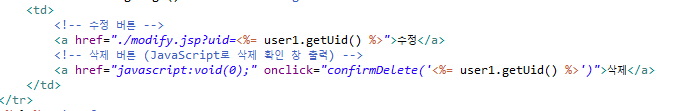 <td>
<!-- 수정 버튼 -->
<a href="./modify.jsp?uid=<%= user1.getUid() %>">수정</a>
<!-- 삭제 버튼 (JavaScript로 삭제 확인 창 출력) -->
<a href="javascript:void(0);" onclick="confirmDelete('<%= user1.getUid() %>')">삭제</a>
</td>
</tr>